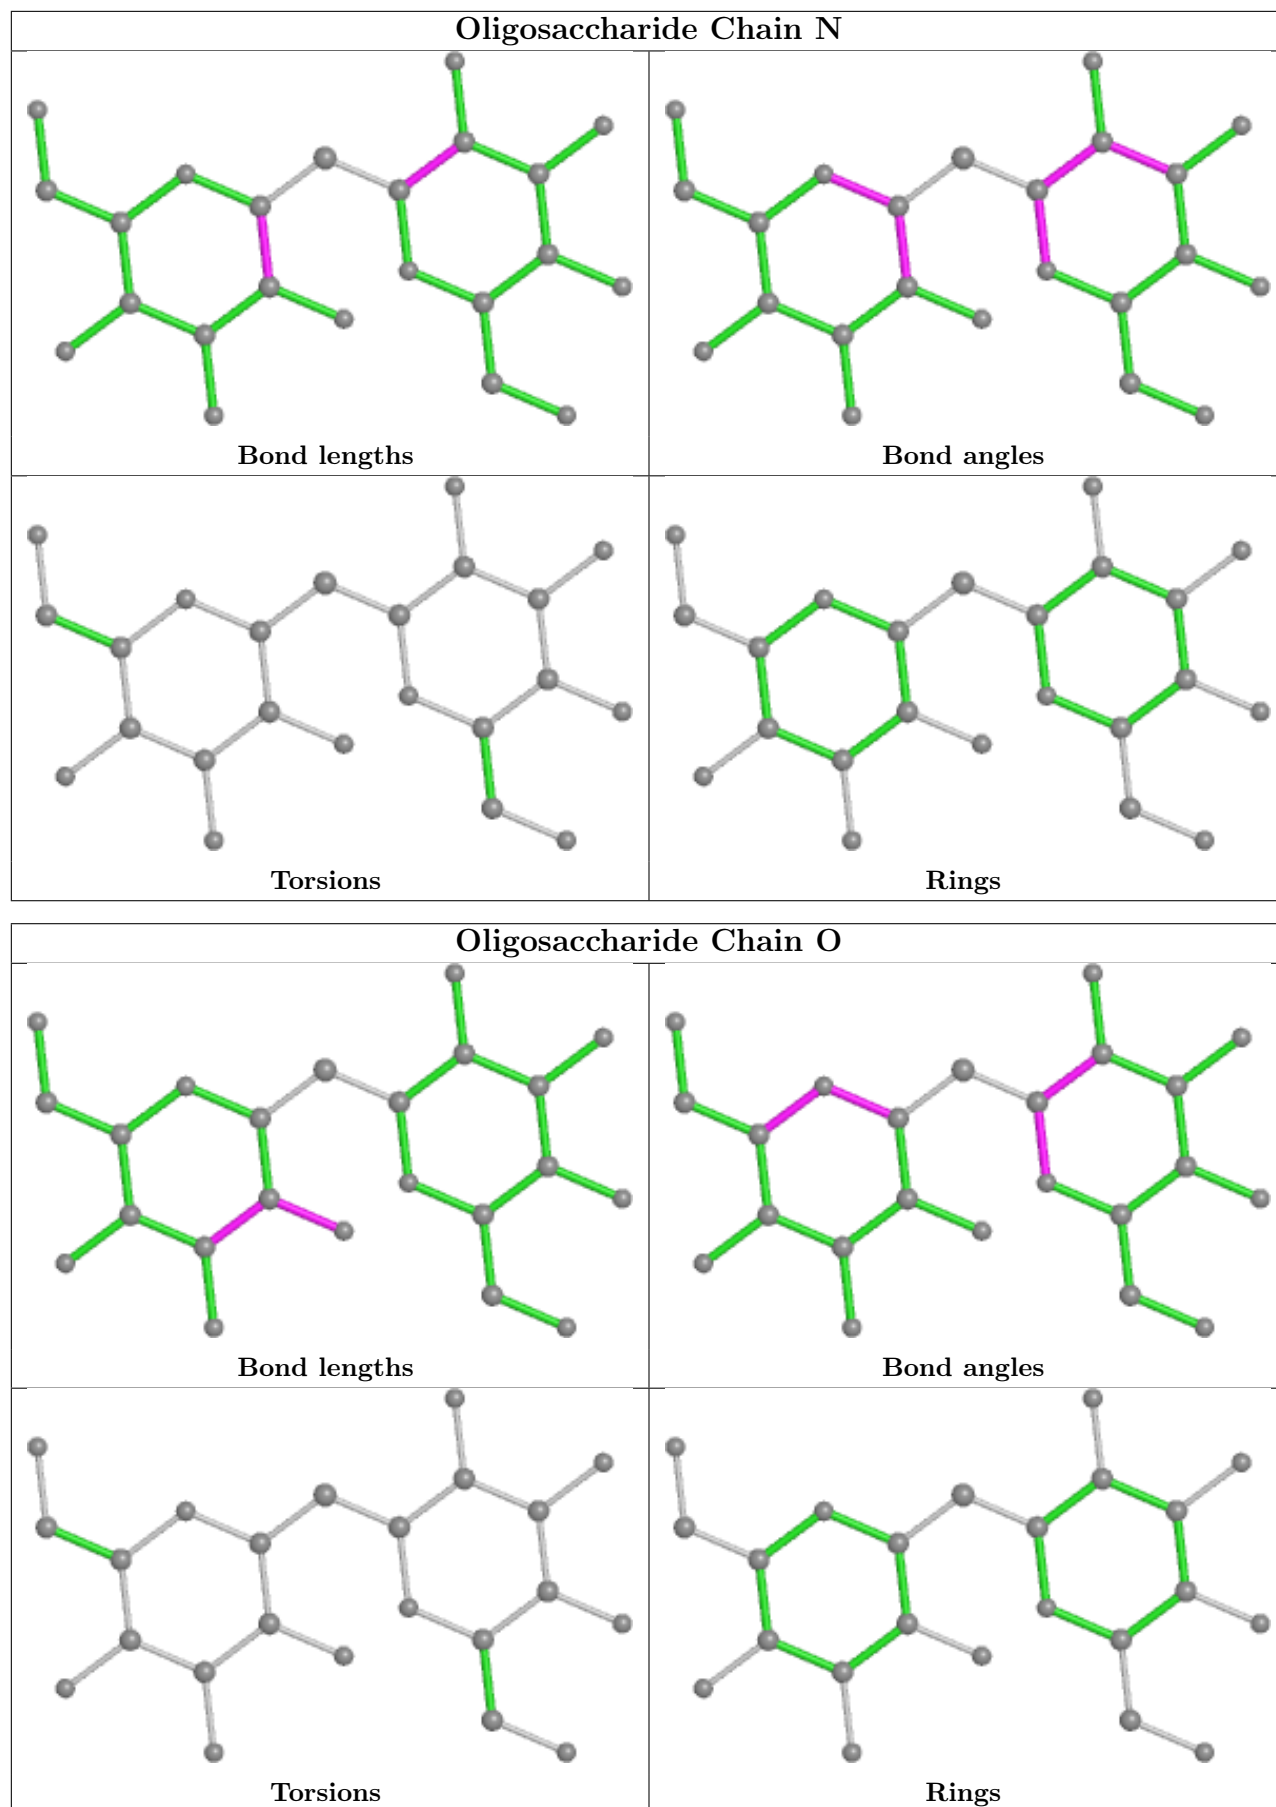 Oligosaccharide Chain N
Bond lengths
Bond angles
Torsions
Rings
Oligosaccharide Chain O
Bond lengths
Bond angles
Torsions
Rings